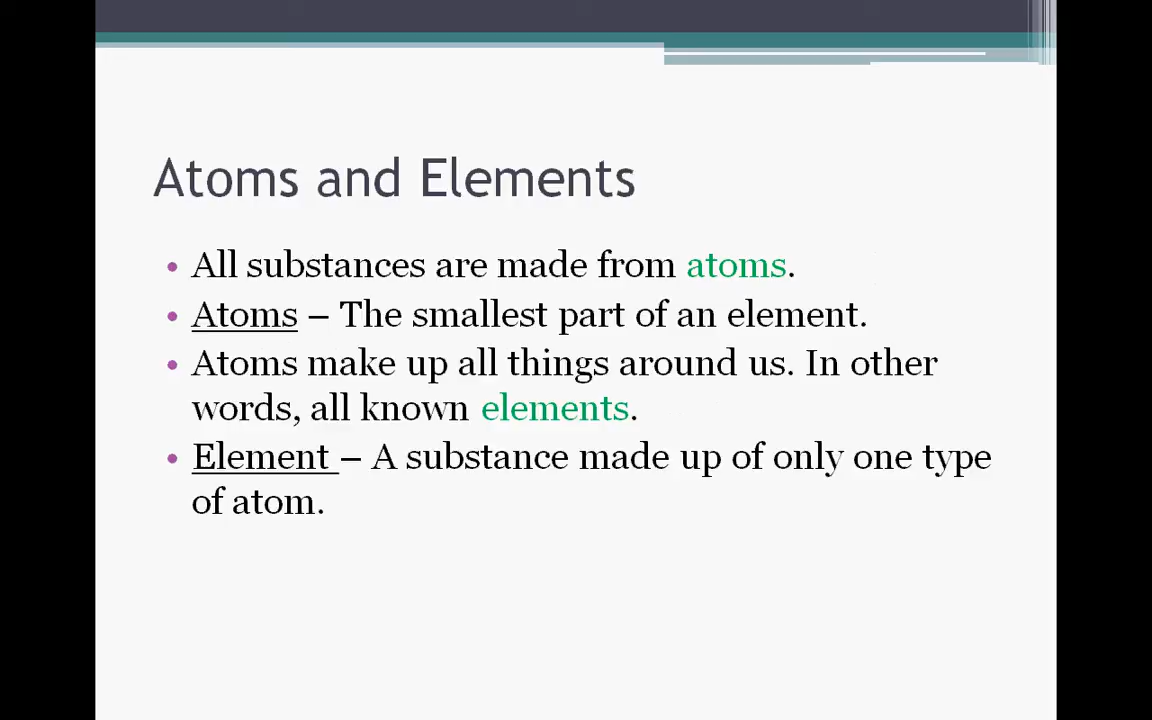 Atoms and Elements
• All substances are made from atoms.
• Atoms – The smallest part of an element.
• Atoms make up all things around us. In other
words, all known elements.
• Element – A substance made up of only one type
of atom.